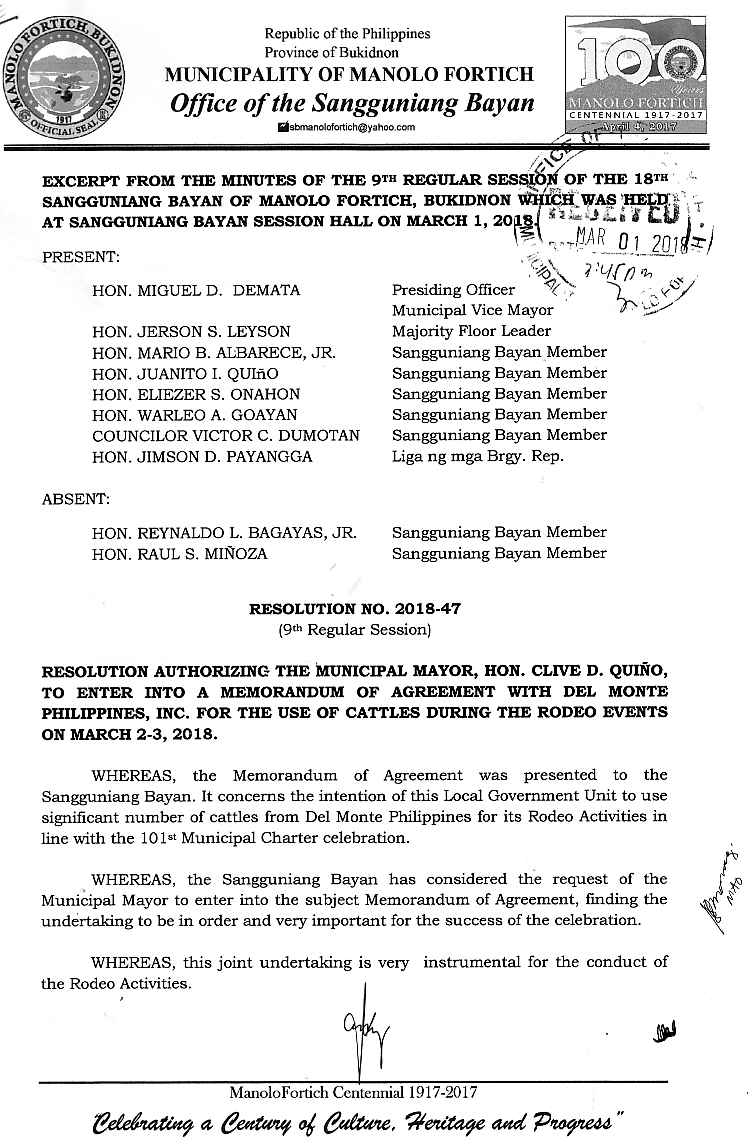 Republic of the Philippines
Province of Bukidnon
MUNICIPALITY OF MANOLO FORTICH
Office of the Sangguniang Bayan
sbmanolofortich@yahoo.com
MANOLO FORTICH, BUKIDNON
1917
OFFICIAL SEAL
100
Years
MANOLO FORTICH
CENTENNIAL 1917-2017
April 4, 2017
EXCERPT FROM THE MINUTES OF THE 9TH REGULAR SESSION OF THE 18TH
SANGGUNIANG BAYAN OF MANOLO FORTICH, BUKIDNON WHICH WAS HELD
AT SANGGUNIANG BAYAN SESSION HALL ON MARCH 1, 2018.
OFFICE OF
RECEIVED
MAR 01 2018
PRESENT:
HON. MIGUEL D. DEMATA Presiding Officer
Municipal Vice Mayor
HON. JERSON S. LEYSON Majority Floor Leader
HON. MARIO B. ALBARECE, JR. Sangguniang Bayan Member
HON. JUANITO I. QUIñO Sangguniang Bayan Member
HON. ELIEZER S. ONAHON Sangguniang Bayan Member
HON. WARLEO A. GOAYAN Sangguniang Bayan Member
COUNCILOR VICTOR C. DUMOTAN Sangguniang Bayan Member
HON. JIMSON D. PAYANGGA Liga ng mga Brgy. Rep.
ABSENT:
HON. REYNALDO L. BAGAYAS, JR. Sangguniang Bayan Member
HON. RAUL S. MIÑOZA Sangguniang Bayan Member
RESOLUTION NO. 2018-47
(9th Regular Session)
RESOLUTION AUTHORIZING THE MUNICIPAL MAYOR, HON. CLIVE D. QUIÑO,
TO ENTER INTO A MEMORANDUM OF AGREEMENT WITH DEL MONTE
PHILIPPINES, INC. FOR THE USE OF CATTLES DURING THE RODEO EVENTS
ON MARCH 2-3, 2018.
WHEREAS, the Memorandum of Agreement was presented to the
Sangguniang Bayan. It concerns the intention of this Local Government Unit to use
significant number of cattles from Del Monte Philippines for its Rodeo Activities in
line with the 101st Municipal Charter celebration.
WHEREAS, the Sangguniang Bayan has considered the request of the
Municipal Mayor to enter into the subject Memorandum of Agreement, finding the
undertaking to be in order and very important for the success of the celebration.
WHEREAS, this joint undertaking is very instrumental for the conduct of
the Rodeo Activities.
ManoloFortich Centennial 1917-2017
"Celebrating a Century of Culture, Heritage and Progress"